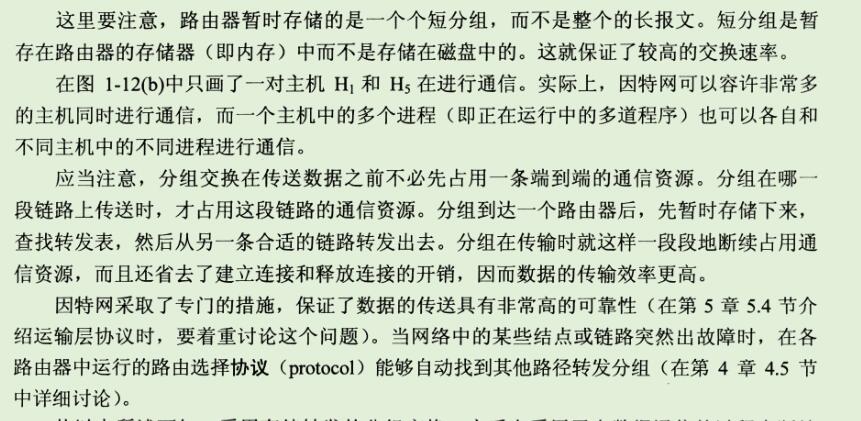 这里要注意，路由器暂时存储的是一个个短分组，而不是整个的长报文。短分组是暂
存在路由器的存储器（即内存）中而不是存储在磁盘中的。这就保证了较高的交换速率。
在图 1-12(b)中只画了一对主机 H₁ 和 H₅ 在进行通信。实际上，因特网可以容许非常多
的主机同时进行通信，而一个主机中的多个进程（即正在运行中的多道程序）也可以各自和
不同主机中的不同进程进行通信。
应当注意，分组交换在传送数据之前不必先占用一条端到端的通信资源。分组在哪一
段链路上传送时，才占用这段链路的通信资源。分组到达一个路由器后，先暂时存储下来，
查找转发表，然后从另一条合适的链路转发出去。分组在传输时就这样一段段地断续占用通
信资源，而且还省去了建立连接和释放连接的开销，因而数据的传输效率更高。
因特网采取了专门的措施，保证了数据的传送具有非常高的可靠性（在第 5 章 5.4 节介
绍运输层协议时，要着重讨论这个问题）。当网络中的某些结点或链路突然出故障时，在各
路由器中运行的路由选择协议（protocol）能够自动找到其他路径转发分组（在第 4 章 4.5 节
中详细讨论）。